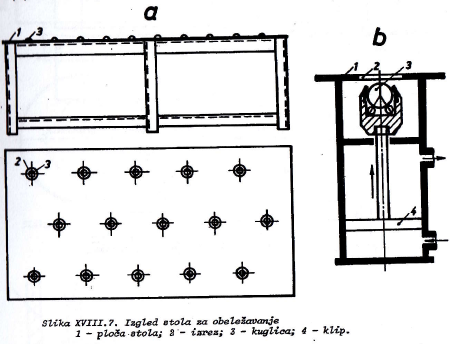 a
1 3
b
1 2 3
2 3
4
Slika XVIII.7. Izgled stola za obeležavanje
1 - ploča stola; 2 - izrez; 3 - kuglica; 4 - klip.